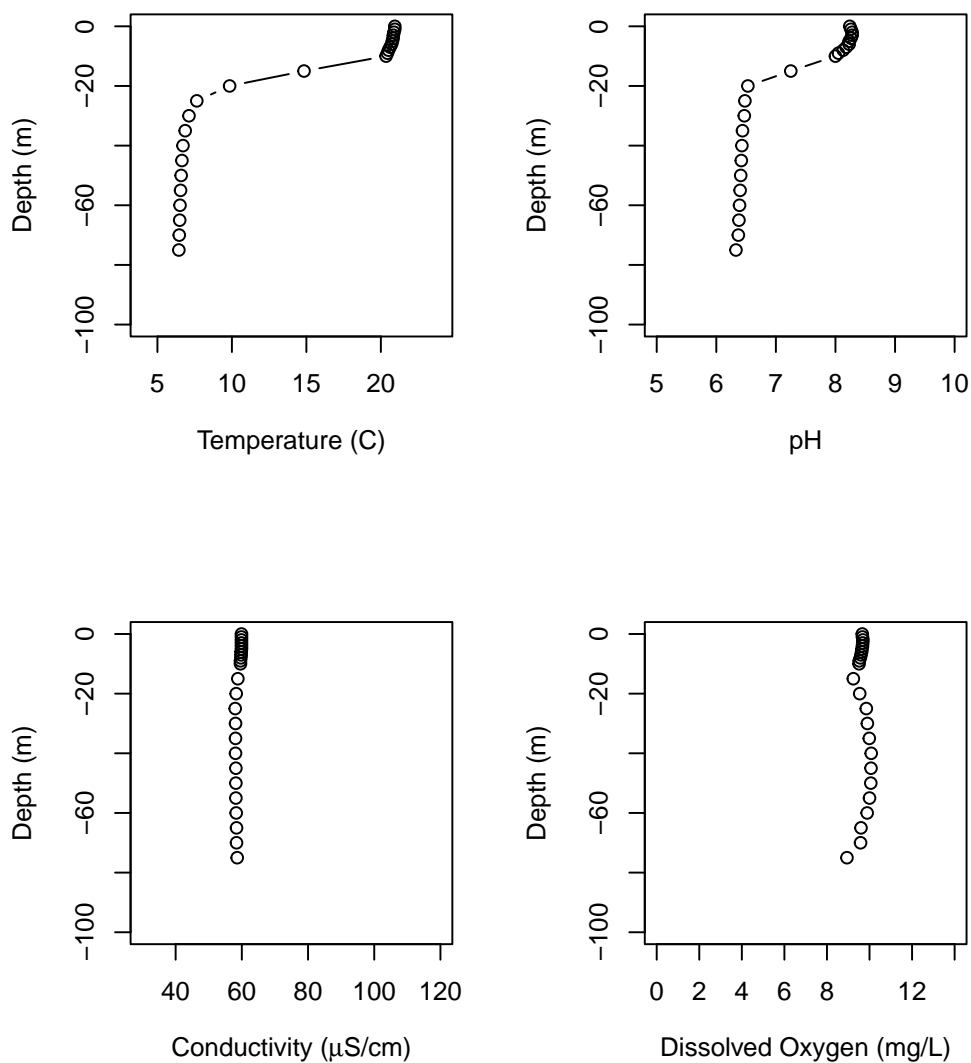 0
−20
−60
−100
Depth (m)
5 10 15 20
Temperature (C)
0
−20
−60
−100
Depth (m)
5 6 7 8 9 10
pH
0
−20
−60
−100
Depth (m)
40 60 80 100 120
Conductivity (μS/cm)
0
−20
−60
−100
Depth (m)
0 2 4 6 8 12
Dissolved Oxygen (mg/L)